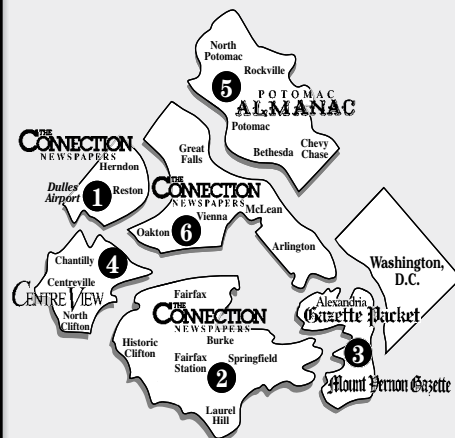 North
Potomac
Rockville
5
POTOMAC
ALMANAC
Potomac
Bethesda
Chevy
Chase
THE
CONNECTION
NEWSPAPERS
Herndon
Dulles
Airport
1
Reston
Great
Falls
THE
CONNECTION
NEWSPAPERS
Vienna
McLean
Oakton
6
Arlington
Chantilly
4
Centreville
CENTRE VIEW
North
Clifton
Washington,
D.C.
Fairfax
THE
CONNECTION
NEWSPAPERS
Burke
Historic
Clifton
Fairfax
Station
Springfield
2
Laurel
Hill
Alexandria
Gazette Packet
3
Mount Vernon Gazette